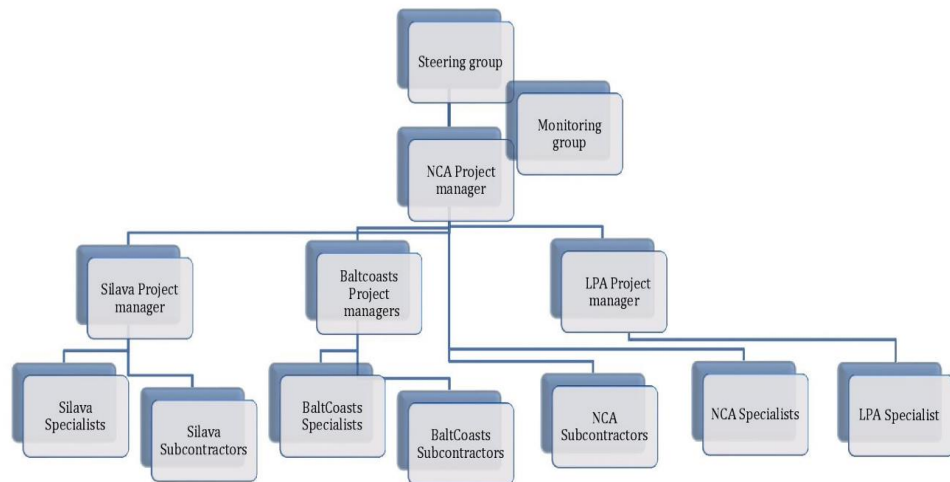 Steering group
Monitoring
group
NCA Project
manager
Silava Project
manager
Baltcoasts
Project
managers
LPA Project
manager
Silava
Specialists
Silava
Subcontractors
BaltCoasts
Specialists
BaltCoasts
Subcontractors
NCA
Subcontractors
NCA Specialists
LPA Specialist